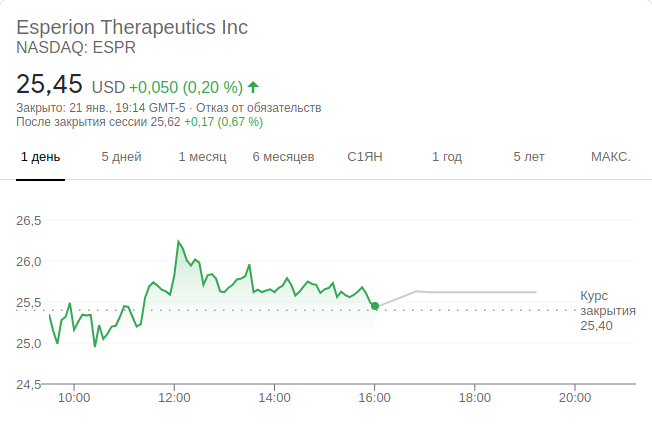 Esperion Therapeutics Inc
NASDAQ: ESPR
25,45 USD +0,050 (0,20 %)
Закрыто: 21 янв., 19:14 GMT-5 · Отказ от обязательств
После закрытия сессии 25,62 +0,17 (0,67 %)
1 день 5 дней 1 месяц 6 месяцев С1ЯН 1 год 5 лет МАКС.
26,5
26,0
25,5
25,0
24,5
Курс
закрытия
25,40
10:00 12:00 14:00 16:00 18:00 20:00